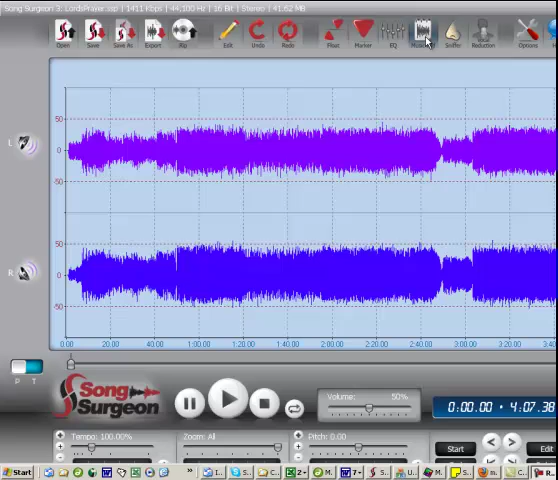 Song Surgeon 3: LordsPrayer.ssp | 1411 Kbps | 44,100 Hz | 16 Bit | Stereo | 41.62 MB
Open Save Save As Export Rip Edit Undo Redo Float Marker EQ Sniffer Reduction Options
50
L 0
-50
50
R 0
-50
0.00 20.00 40.00 1:00.00 1:20.00 1:40.00 2:00.00 2:20.00 2:40.00 3:00.00 3:20.00 3:40
P T
Song Surgeon
Volume: 50%
0:00.00 • 4:07.38
Tempo: 100.00% Zoom: All Pitch: 0.00 Start Edit
Start